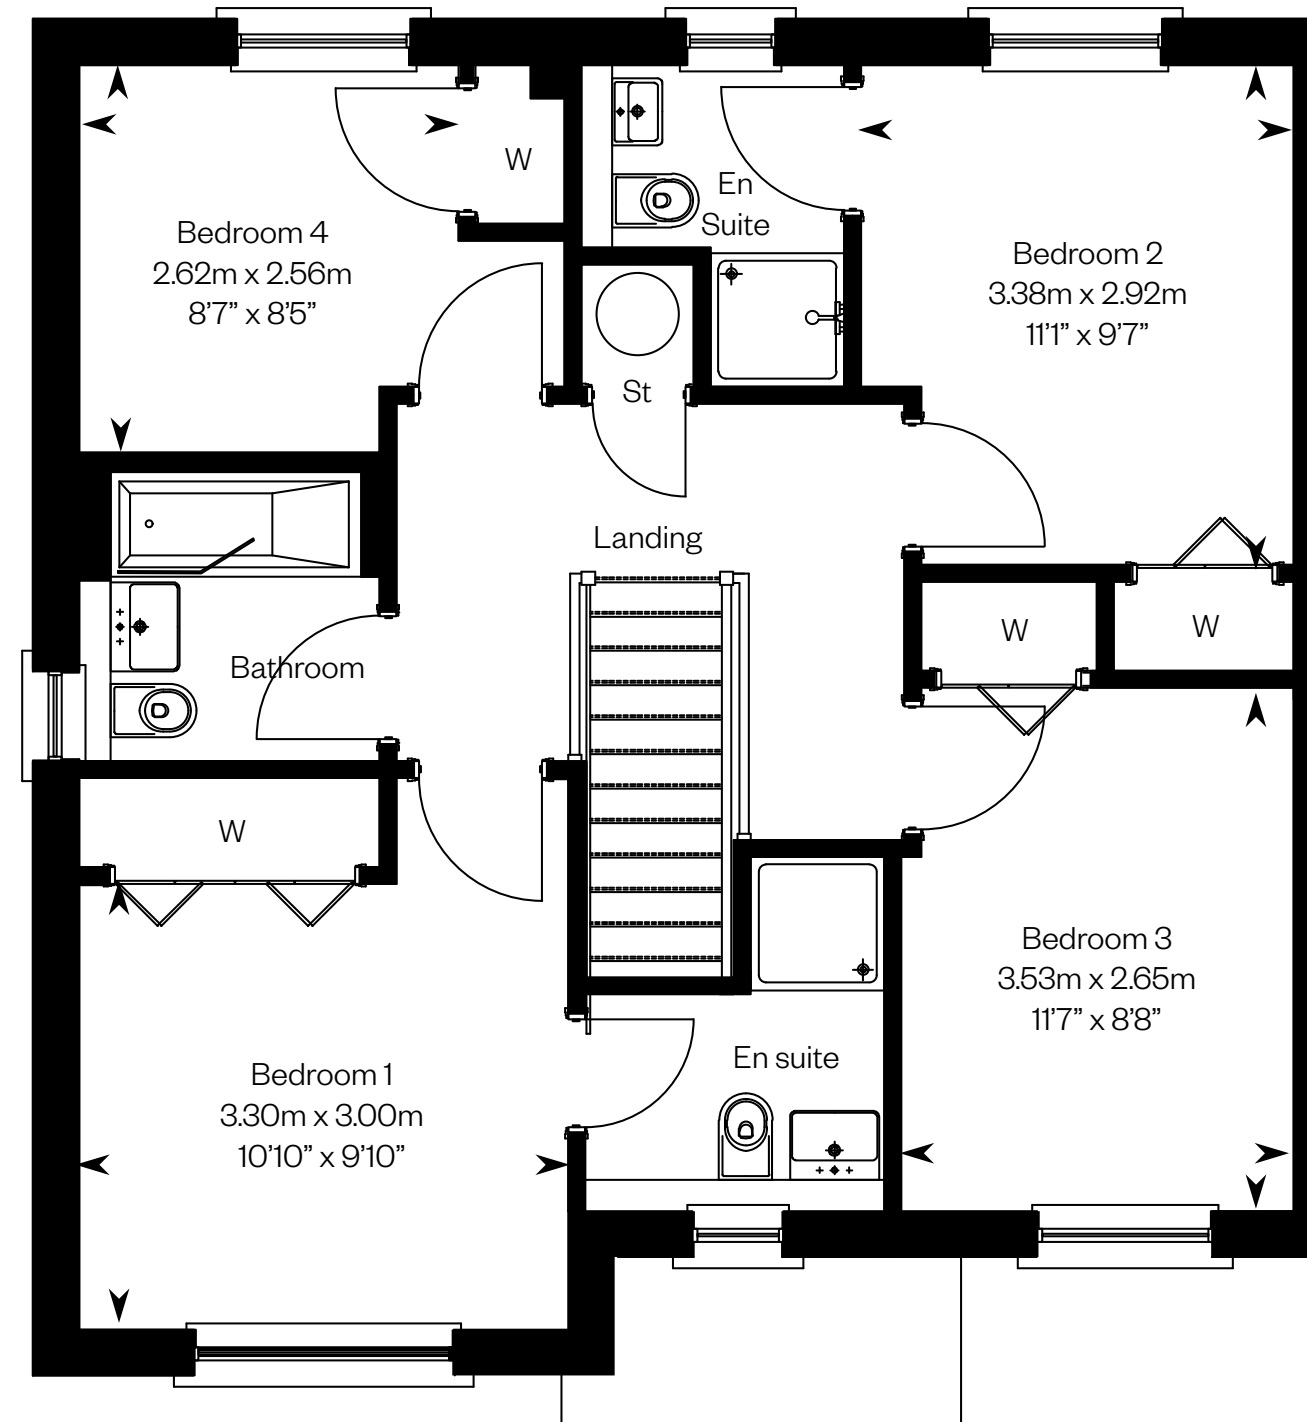 W
En
Suite
Bedroom 4
2.62m x 2.56m
8’7” x 8’5”
Bedroom 2
3.38m x 2.92m
11’1” x 9’7”
St
Landing
W
W
Bathroom
W
Bedroom 3
3.53m x 2.65m
11’7” x 8’8”
En suite
Bedroom 1
3.30m x 3.00m
10’10” x 9’10”